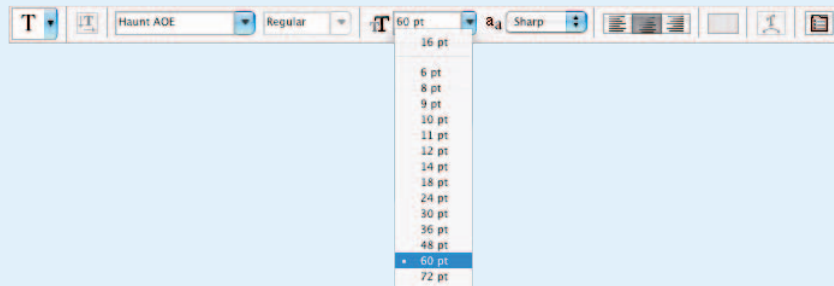 T T Haunt AOE Regular T 60 pt aa Sharp
16 pt
6 pt
8 pt
9 pt
10 pt
11 pt
12 pt
14 pt
18 pt
24 pt
30 pt
36 pt
48 pt
60 pt
72 pt